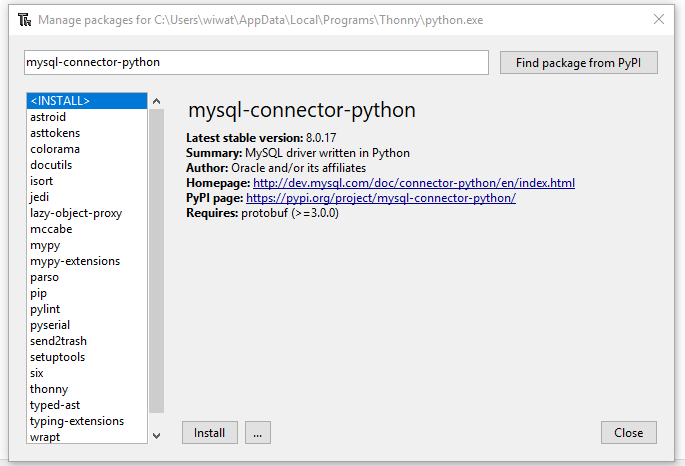 Manage packages for C:\Users\wiwat\AppData\Local\Programs\Thonny\python.exe
mysql-connector-python
Find package from PyPI
<INSTALL>
astroid
asttokens
colorama
docutils
isort
jedi
lazy-object-proxy
mccabe
mypy
mypy-extensions
parso
pip
pylint
pyserial
send2trash
setuptools
six
thonny
typed-ast
typing-extensions
wrapt
mysql-connector-python
Latest stable version: 8.0.17
Summary: MySQL driver written in Python
Author: Oracle and/or its affiliates
Homepage: http://dev.mysql.com/doc/connector-python/en/index.html
PyPI page: https://pypi.org/project/mysql-connector-python/
Requires: protobuf (>=3.0.0)
Install
...
Close